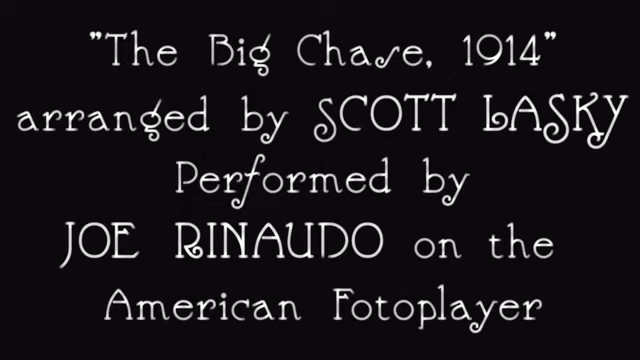 "The Big Chase, 1914"
arranged by SCOTT LASKY
Performed by
JOE RINAUDO on the
American Fotoplayer